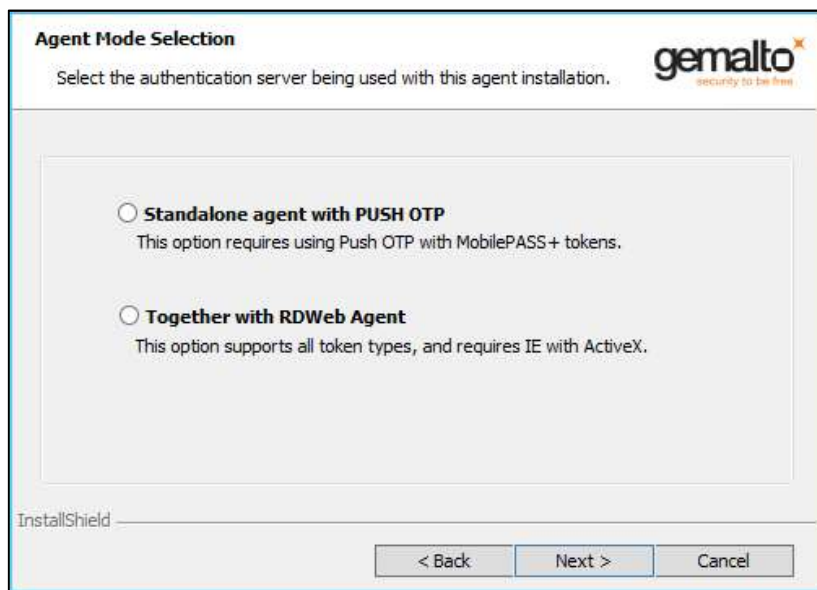 Agent Mode Selection
Select the authentication server being used with this agent installation.
gemalto
security to be free
Standalone agent with PUSH OTP
This option requires using Push OTP with MobilePASS+ tokens.
Together with RDWeb Agent
This option supports all token types, and requires IE with ActiveX.
InstallShield
< Back Next > Cancel